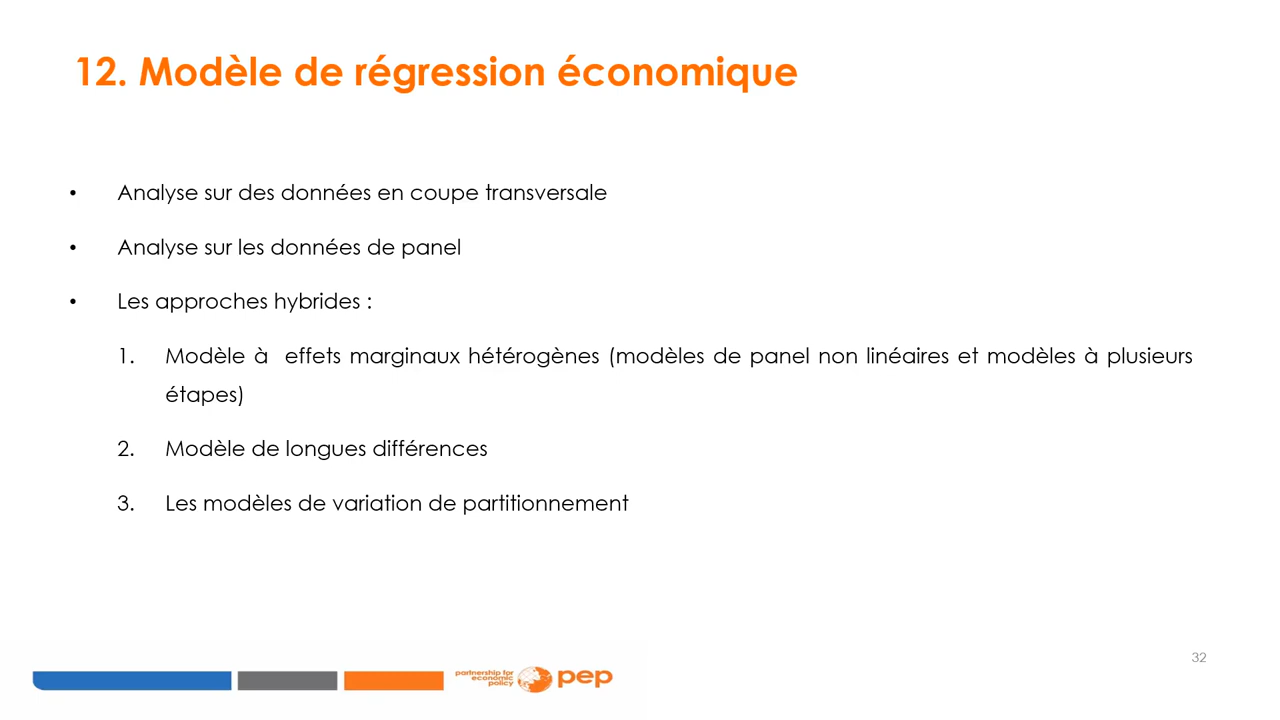 12. Modèle de régression économique
• Analyse sur des données en coupe transversale
• Analyse sur les données de panel
• Les approches hybrides :
1. Modèle à effets marginaux hétérogènes (modèles de panel non linéaires et modèles à plusieurs
étapes)
2. Modèle de longues différences
3. Les modèles de variation de partitionnement
32
partnership for
economic
policy
pep